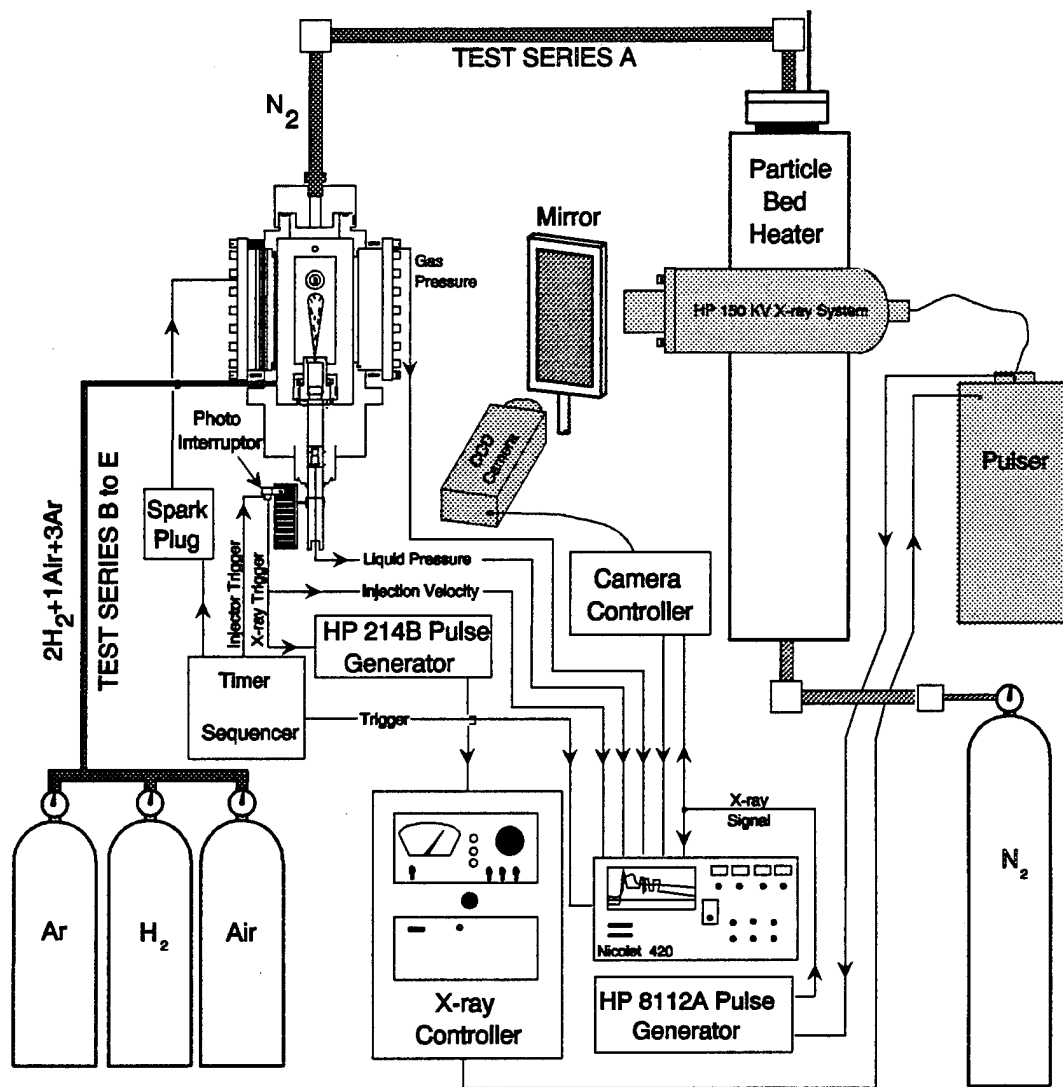 TEST SERIES A
N₂
Particle
Bed
Heater
Mirror
Gas
Pressure
HP 150 KV X-ray System
CCD
Camera
Pulser
Photo
Interruptor
Spark
Plug
2H₂+1Air+3Ar
TEST SERIES B to E
Injector Trigger
X-ray Trigger
Liquid Pressure
Injection Velocity
Camera
Controller
HP 214B Pulse
Generator
Timer
Sequencer
Trigger
X-ray
Signal
Ar
H₂
Air
Nicolet 420
N₂
HP 8112A Pulse
Generator
X-ray
Controller